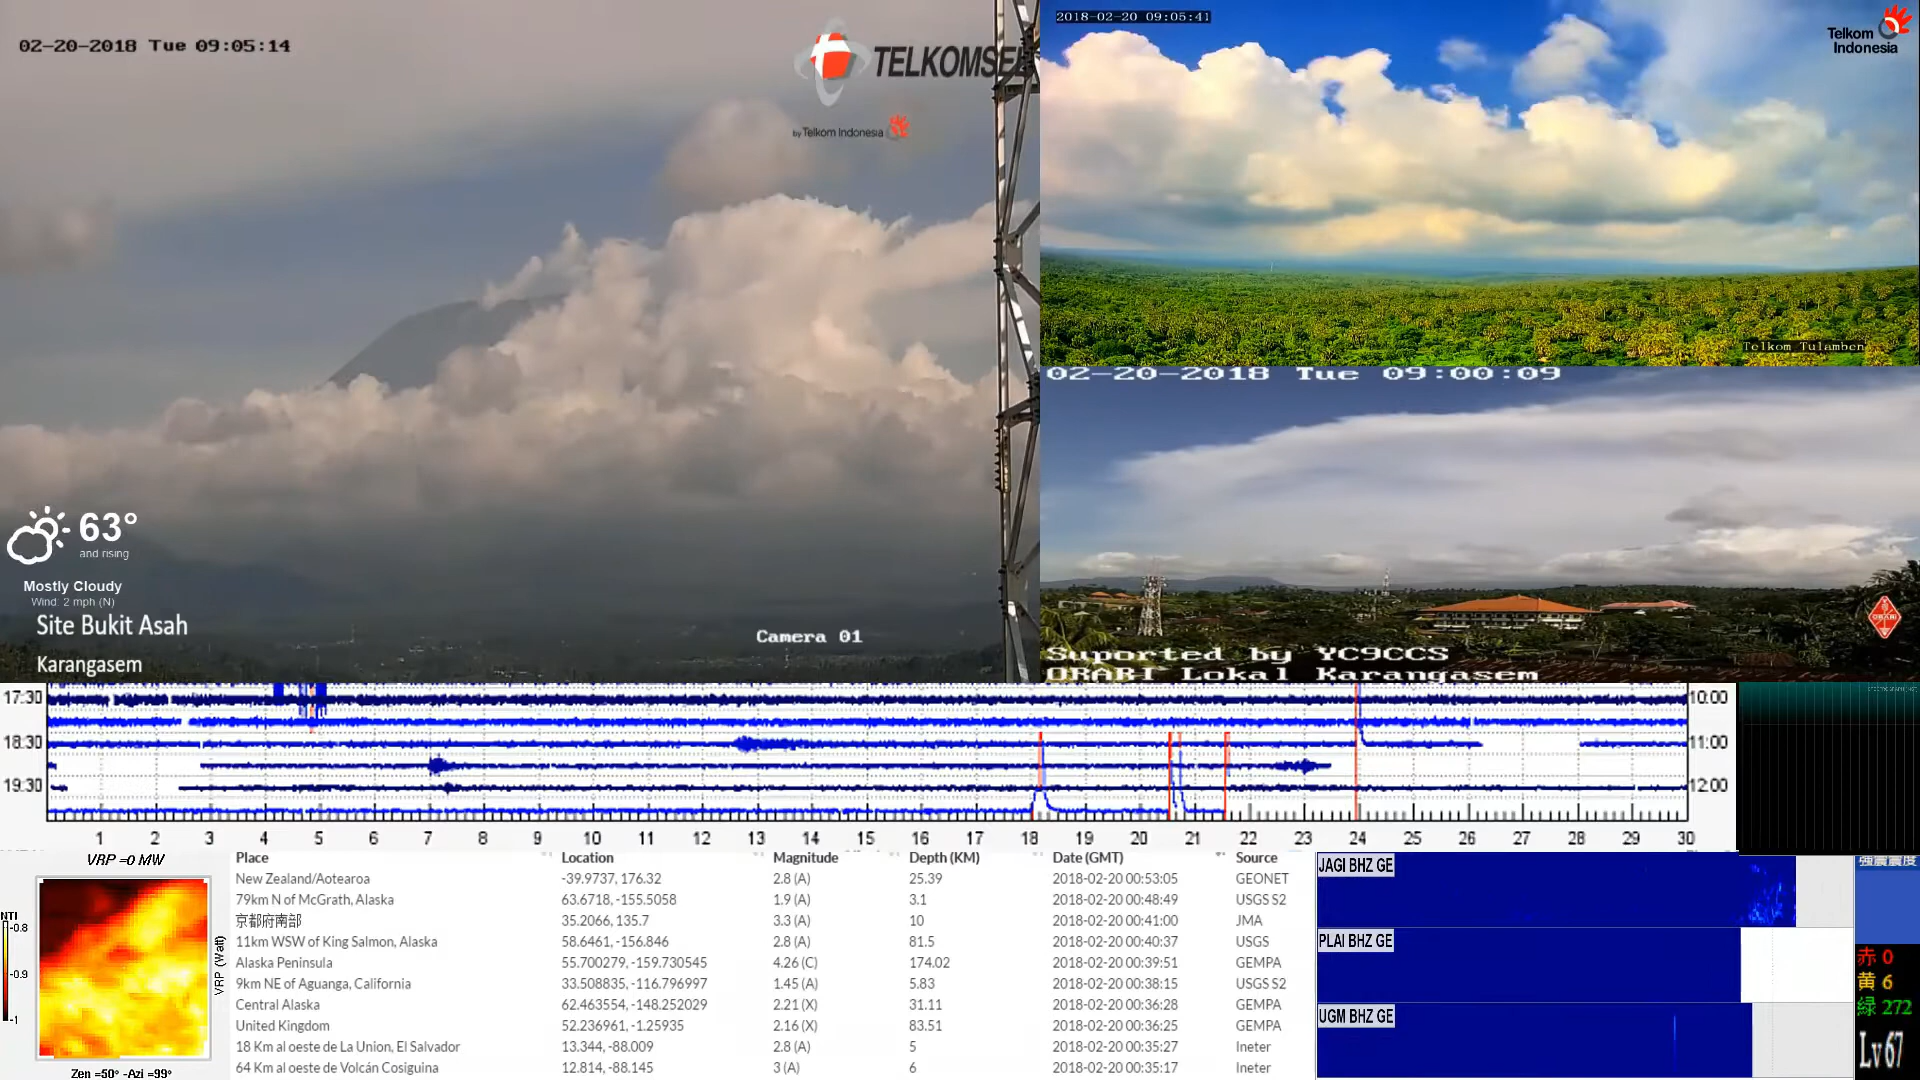 02-20-2018 Tue 09:05:14
TELKOMSEL
by Telkom Indonesia
63°
and rising
Mostly Cloudy
Wind: 2 mph (N)
Site Bukit Asah
Karangasem
Camera 01
2018-02-20 09:05:41
Telkom
Indonesia
Telkom Tulamben
02-20-2018 Tue 09:00:09
ORARI
Suported by YC9CCS
ORARI Lokal Karangasem
17:30 10:00
18:30 11:00
19:30 12:00
1 2 3 4 5 6 7 8 9 10 11 12 13 14 15 16 17 18 19 20 21 22 23 24 25 26 27 28 29 30
VRP =0 MW
NTI
-0.8
-0.9
-1
VRP (Watt)
Zen =50° -Azi =99°
Place Location Magnitude Depth (KM) Date (GMT) Source
New Zealand/Aotearoa -39.9737, 176.32 2.8 (A) 25.39 2018-02-20 00:53:05 GEONET
79km N of McGrath, Alaska 63.6718, -155.5058 1.9 (A) 3.1 2018-02-20 00:48:49 USGS S2
京都府南部 35.2066, 135.7 3.3 (A) 10 2018-02-20 00:41:00 JMA
11km WSW of King Salmon, Alaska 58.6461, -156.846 2.8 (A) 81.5 2018-02-20 00:40:37 USGS
Alaska Peninsula 55.700279, -159.730545 4.26 (C) 174.02 2018-02-20 00:39:51 GEMPA
9km NE of Aguanga, California 33.508835, -116.796997 1.45 (A) 5.83 2018-02-20 00:38:15 USGS S2
Central Alaska 62.463554, -148.252029 2.21 (X) 31.11 2018-02-20 00:36:28 GEMPA
United Kingdom 52.236961, -1.25935 2.16 (X) 83.51 2018-02-20 00:36:25 GEMPA
18 Km al oeste de La Union, El Salvador 13.344, -88.009 2.8 (A) 5 2018-02-20 00:35:27 Ineter
64 Km al oeste de Volcán Cosiguina 12.814, -88.145 3 (A) 6 2018-02-20 00:35:17 Ineter
JAGI BHZ GE
PLAI BHZ GE
UGM BHZ GE
強震震度
赤 0
黄 6
緑 272
Lv67